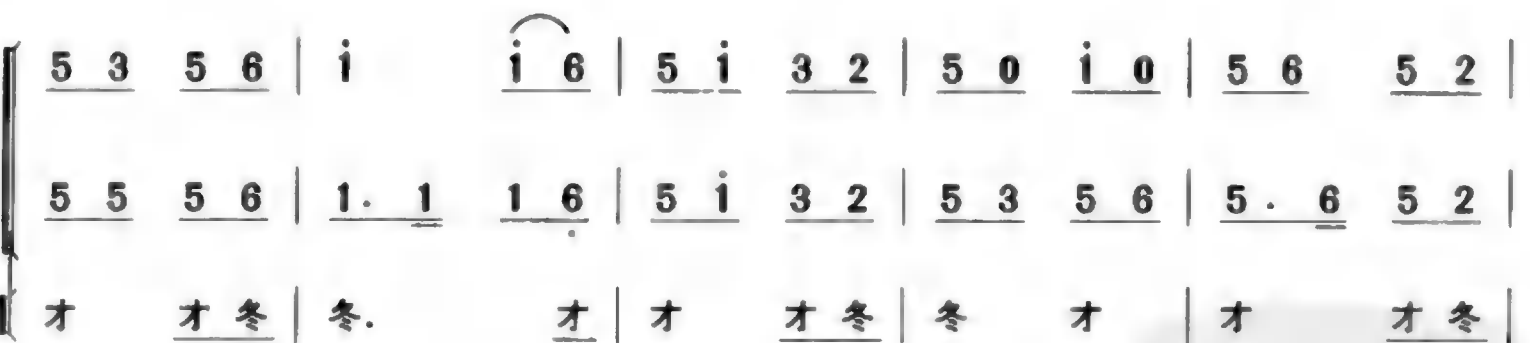 5 3 5 6 | i̇ i̇ 6 | 5 i̇ 3 2 | 5 0 i̇ 0 | 5 6 5 2 |
5 5 5 6 | 1. 1 1 6̣ | 5 i̇ 3 2 | 5 3 5 6 | 5. 6 5 2 |
才 才冬 | 冬. 才 | 才 才冬 | 冬 才 | 才 才冬 |